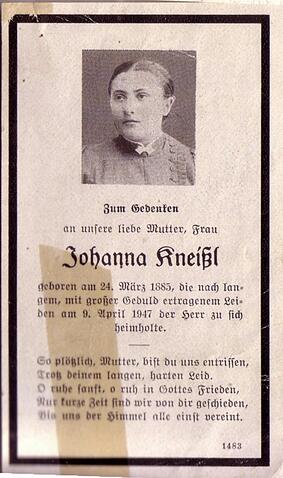 Zum Gedenken
an unsere liebe Mutter, Frau
Johanna Kneißl
geboren am 24. März 1885, die nach lan-
gem, mit großer Geduld ertragenem Lei-
den am 9. April 1947 der Herr zu sich
heimholte.
So plötzlich, Mutter, bist du uns entrissen,
Trotz deinem langen, harten Leid.
O ruhe sanft, o ruh in Gottes Frieden,
Nur kurze Zeit sind wir von dir geschieden,
Bis uns der Himmel alle einst vereint.
1483